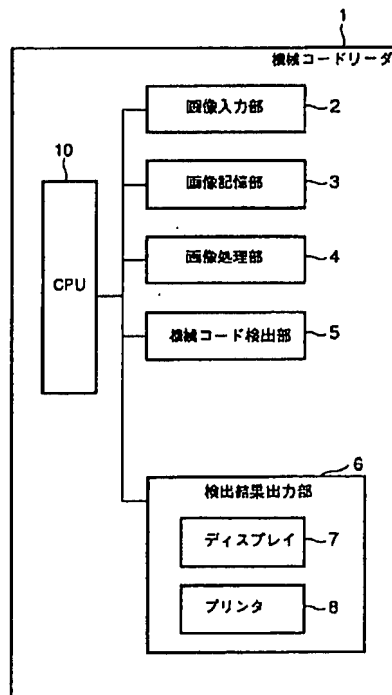 1
機械コードリーダ
画像入力部
2
10
画像記憶部
3
CPU
画像処理部
4
機械コード検出部
5
6
検出結果出力部
ディスプレイ
7
プリンタ
8